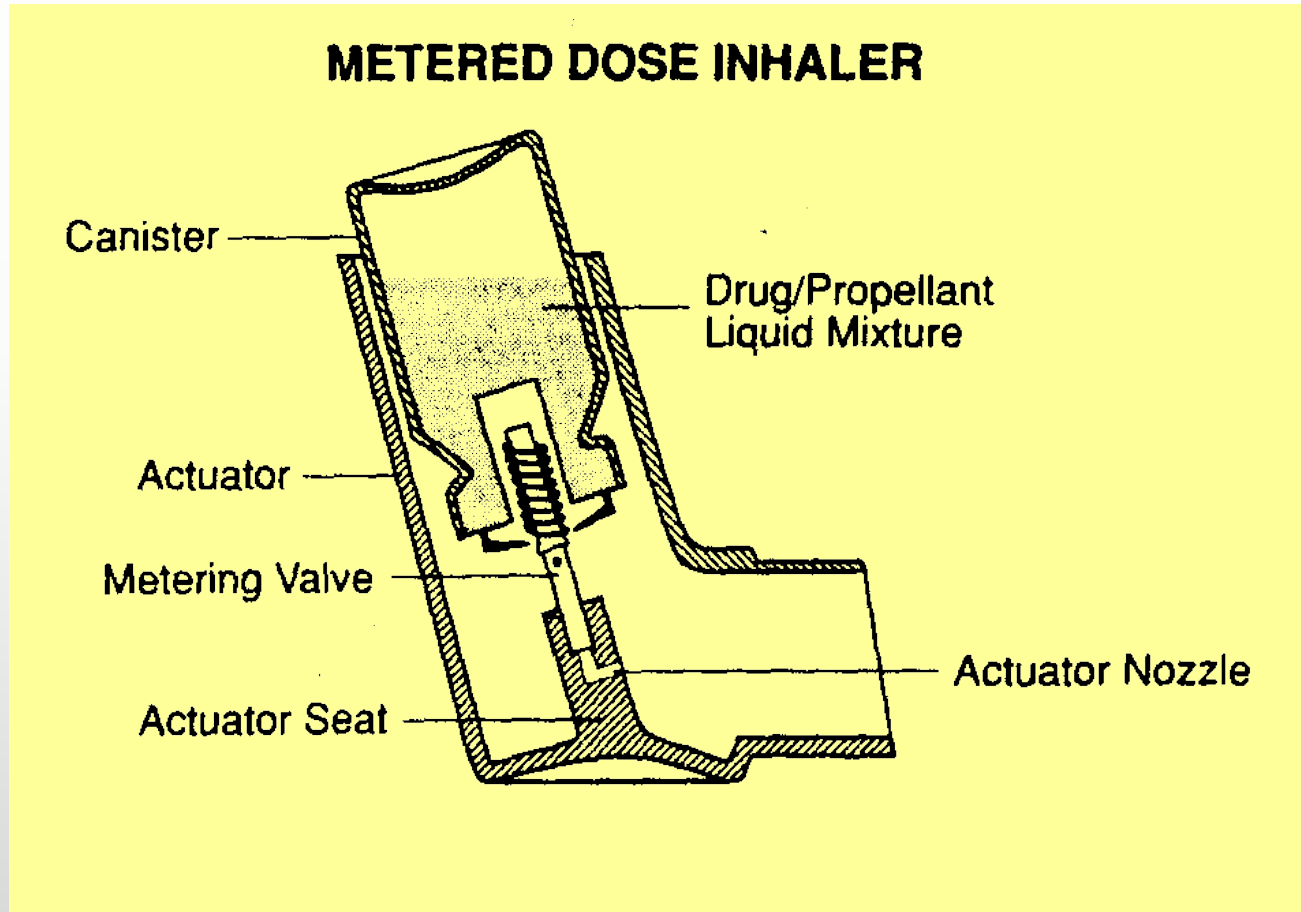 METERED DOSE INHALER
Canister
Drug/Propellant
Liquid Mixture
Actuator
Metering Valve
Actuator Nozzle
Actuator Seat